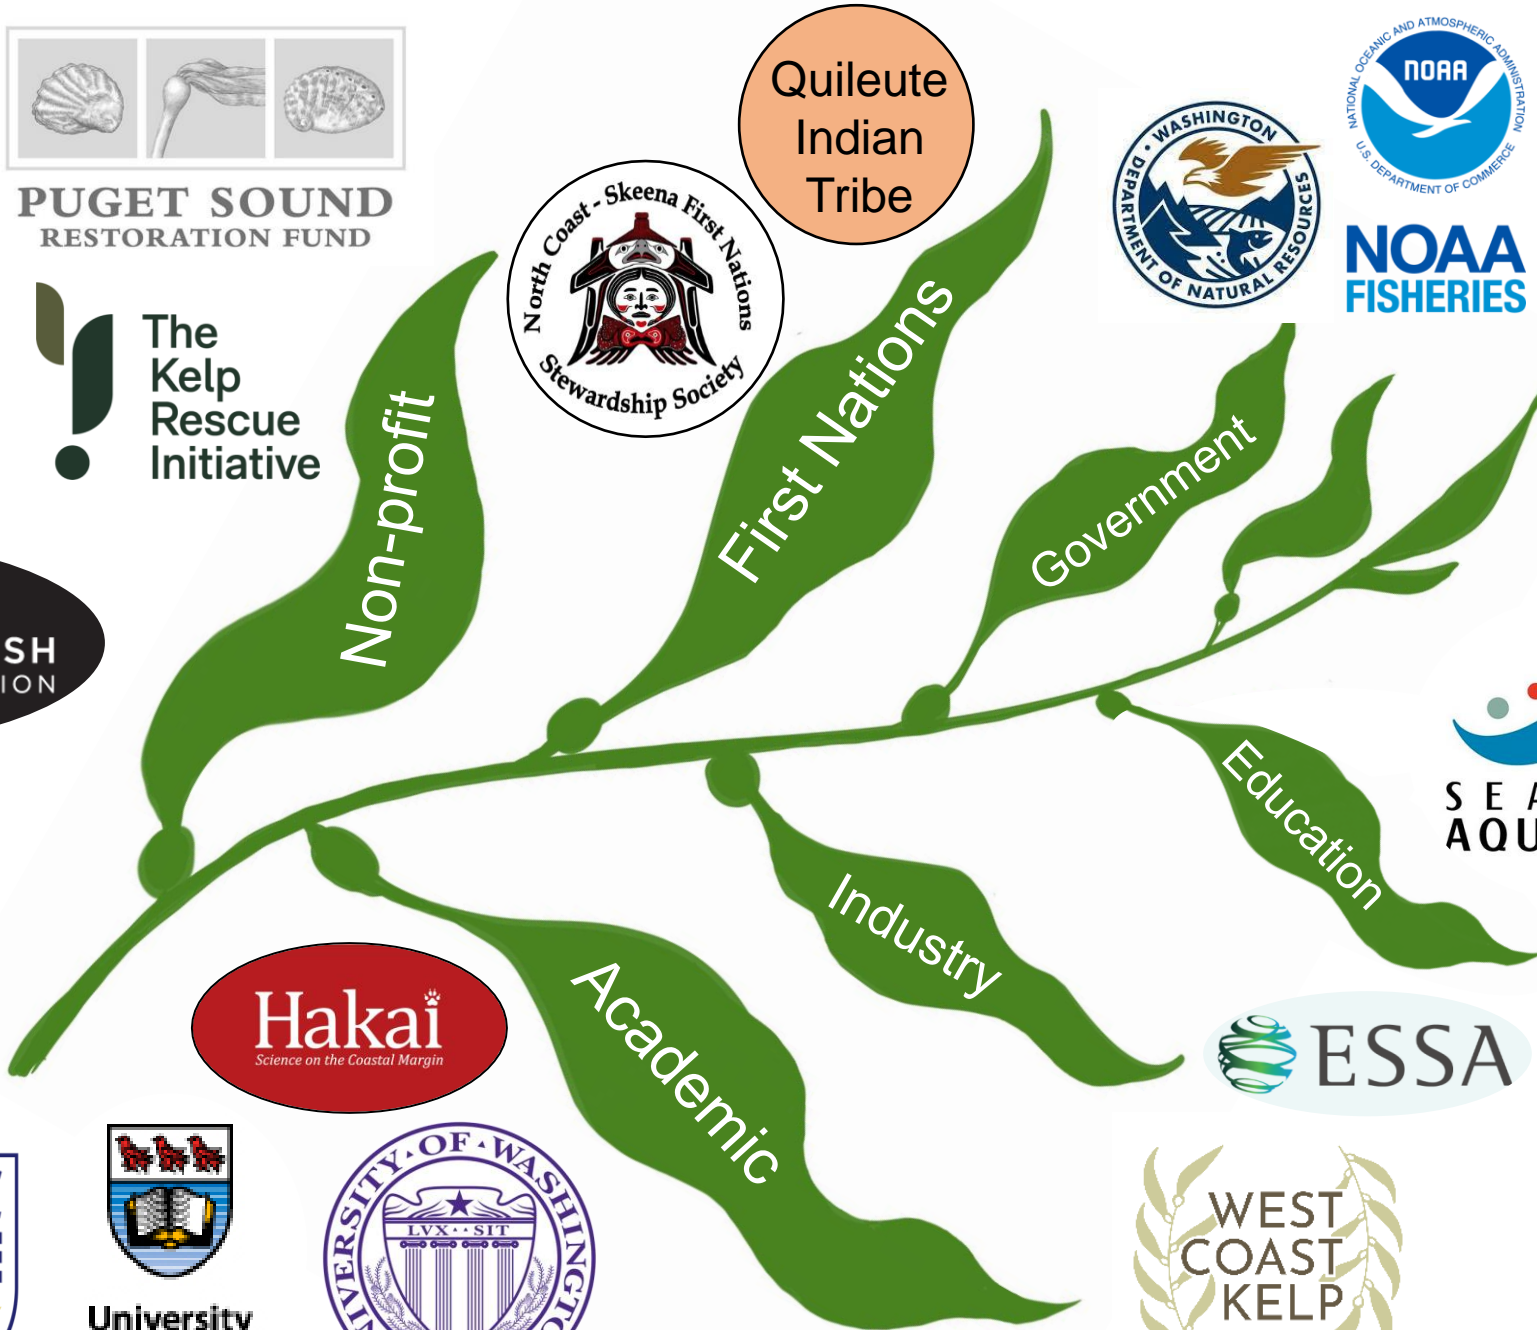 PUGET SOUND
RESTORATION FUND
The
Kelp
Rescue
Initiative
North Coast - Skeena First Nations
Stewardship Society
Quileute
Indian
Tribe
WASHINGTON
DEPARTMENT OF NATURAL RESOURCES
NATIONAL OCEANIC AND ATMOSPHERIC ADMINISTRATION
NOAA
U.S. DEPARTMENT OF COMMERCE
NOAA
FISHERIES
Non-profit
First Nations
Government
SH
ION
Education
SEA
AQU
Industry
Academic
Hakai
Science on the Coastal Margin
ESSA
University
UNIVERSITY · OF · WASHINGTO
LVX · · SIT
WEST
COAST
KELP